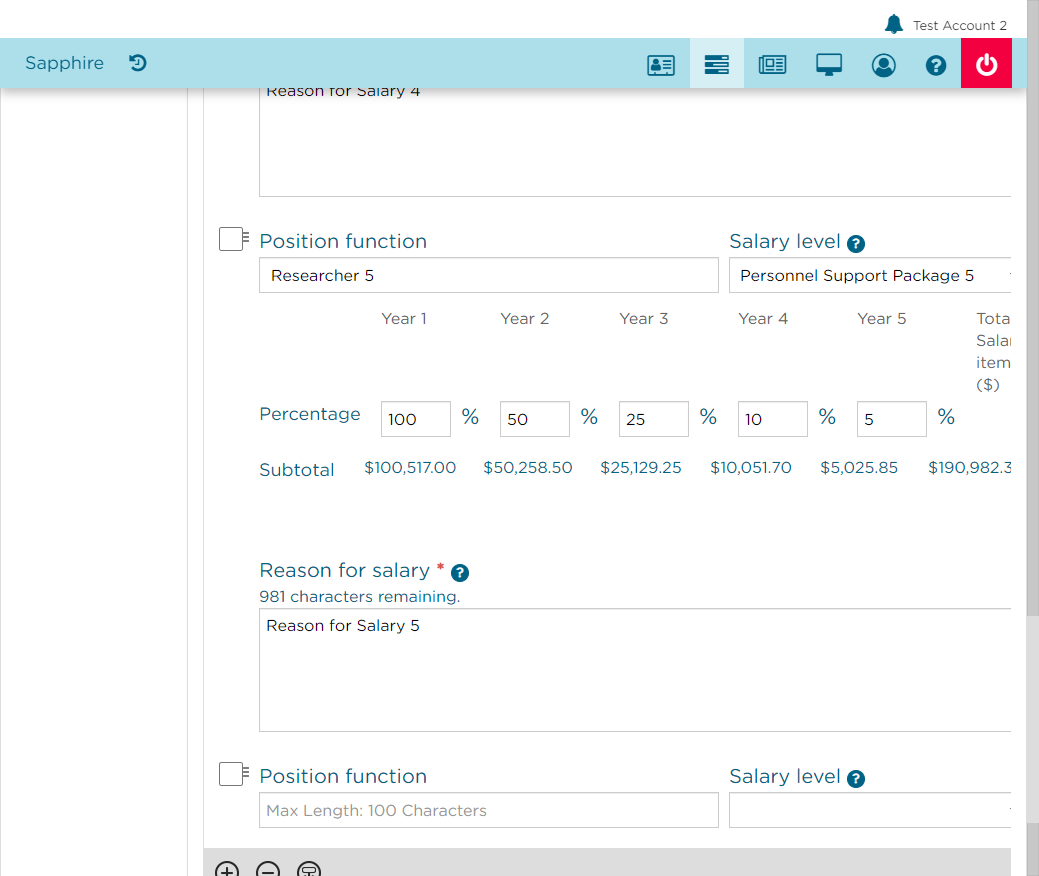 Test Account 2
Sapphire
Reason for Salary 4
Position function
Salary level ?
Researcher 5
Personnel Support Package 5
Year 1 Year 2 Year 3 Year 4 Year 5
Tota
Salar
item
($)
Percentage 100 % 50 % 25 % 10 % 5 %
Subtotal $100,517.00 $50,258.50 $25,129.25 $10,051.70 $5,025.85 $190,982.3
Reason for salary * ?
981 characters remaining.
Reason for Salary 5
Position function
Salary level ?
Max Length: 100 Characters